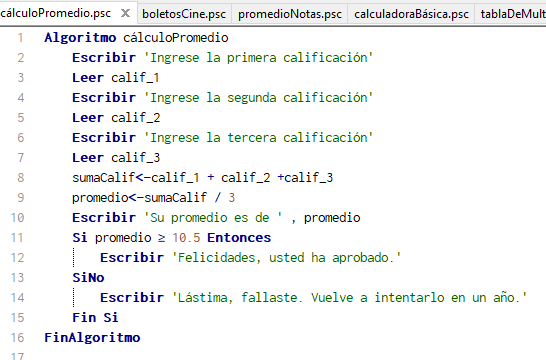 cálculoPromedio.psc X boletosCine.psc promedioNotas.psc calculadoraBásica.psc tablaDeMult
1 Algoritmo cálculoPromedio
2 Escribir 'Ingrese la primera calificación'
3 Leer calif_1
4 Escribir 'Ingrese la segunda calificación'
5 Leer calif_2
6 Escribir 'Ingrese la tercera calificación'
7 Leer calif_3
8 sumaCalif<-calif_1 + calif_2 +calif_3
9 promedio<-sumaCalif / 3
10 Escribir 'Su promedio es de ' , promedio
11 Si promedio ≥ 10.5 Entonces
12 Escribir 'Felicidades, usted ha aprobado.'
13 SiNo
14 Escribir 'Lástima, fallaste. Vuelve a intentarlo en un año.'
15 Fin Si
16 FinAlgoritmo
17